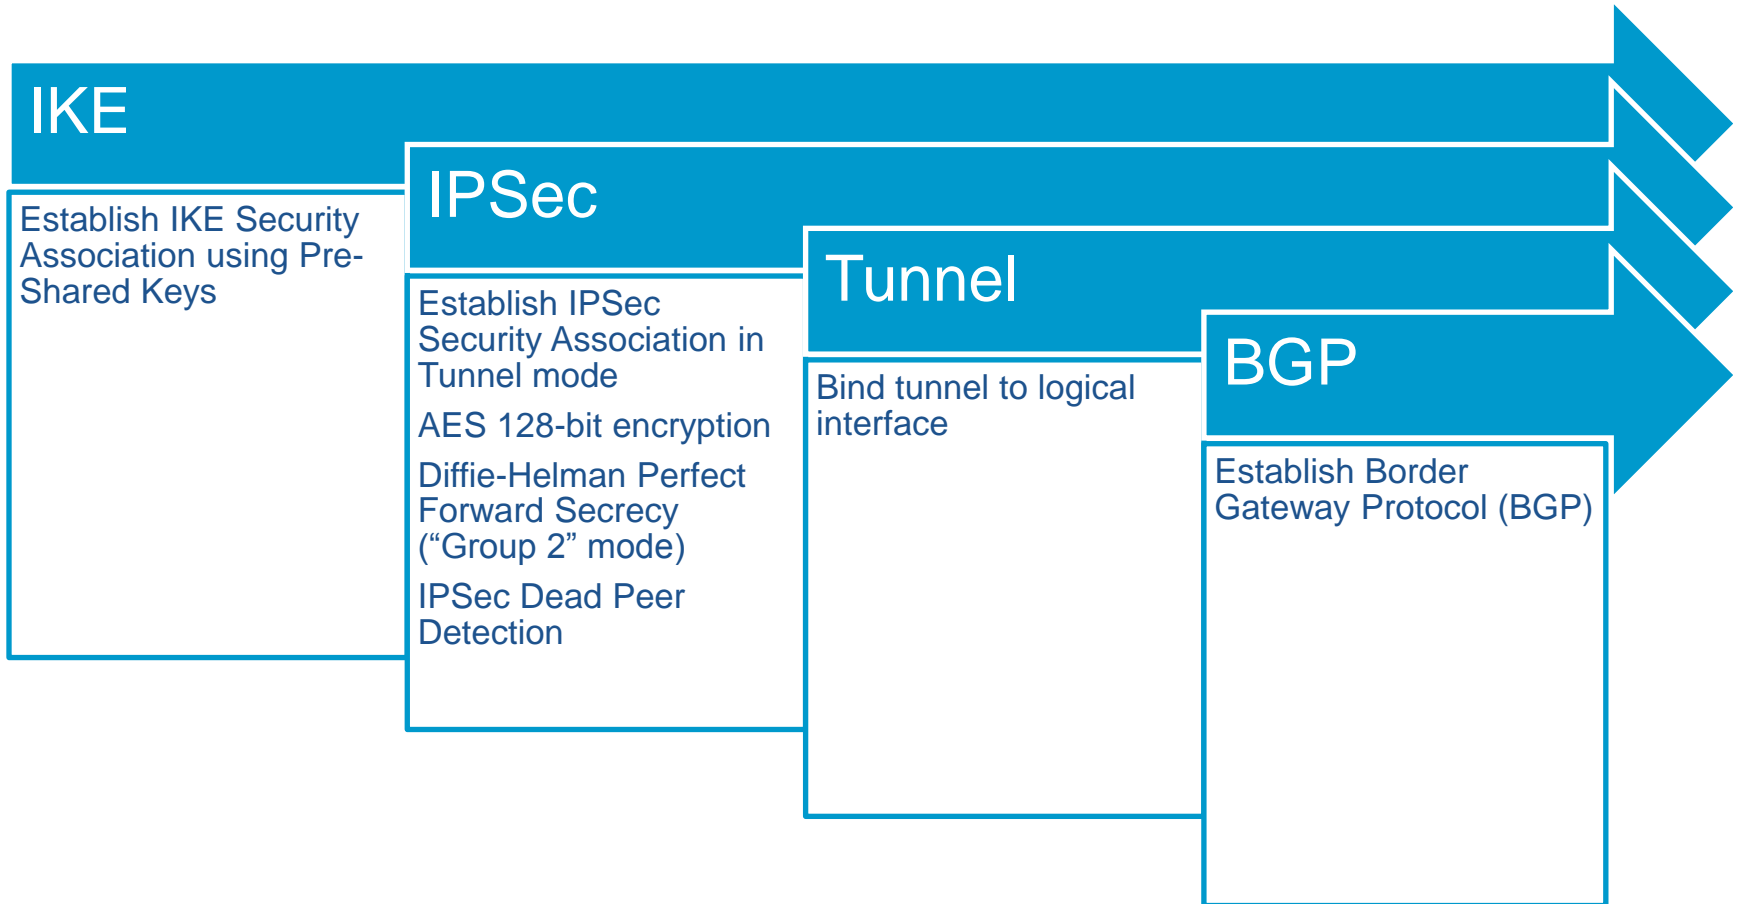 IKE
Establish IKE Security
Association using Pre-
Shared Keys
IPSec
Establish IPSec
Security Association in
Tunnel mode
AES 128-bit encryption
Diffie-Helman Perfect
Forward Secrecy
(“Group 2” mode)
IPSec Dead Peer
Detection
Tunnel
Bind tunnel to logical
interface
BGP
Establish Border
Gateway Protocol (BGP)